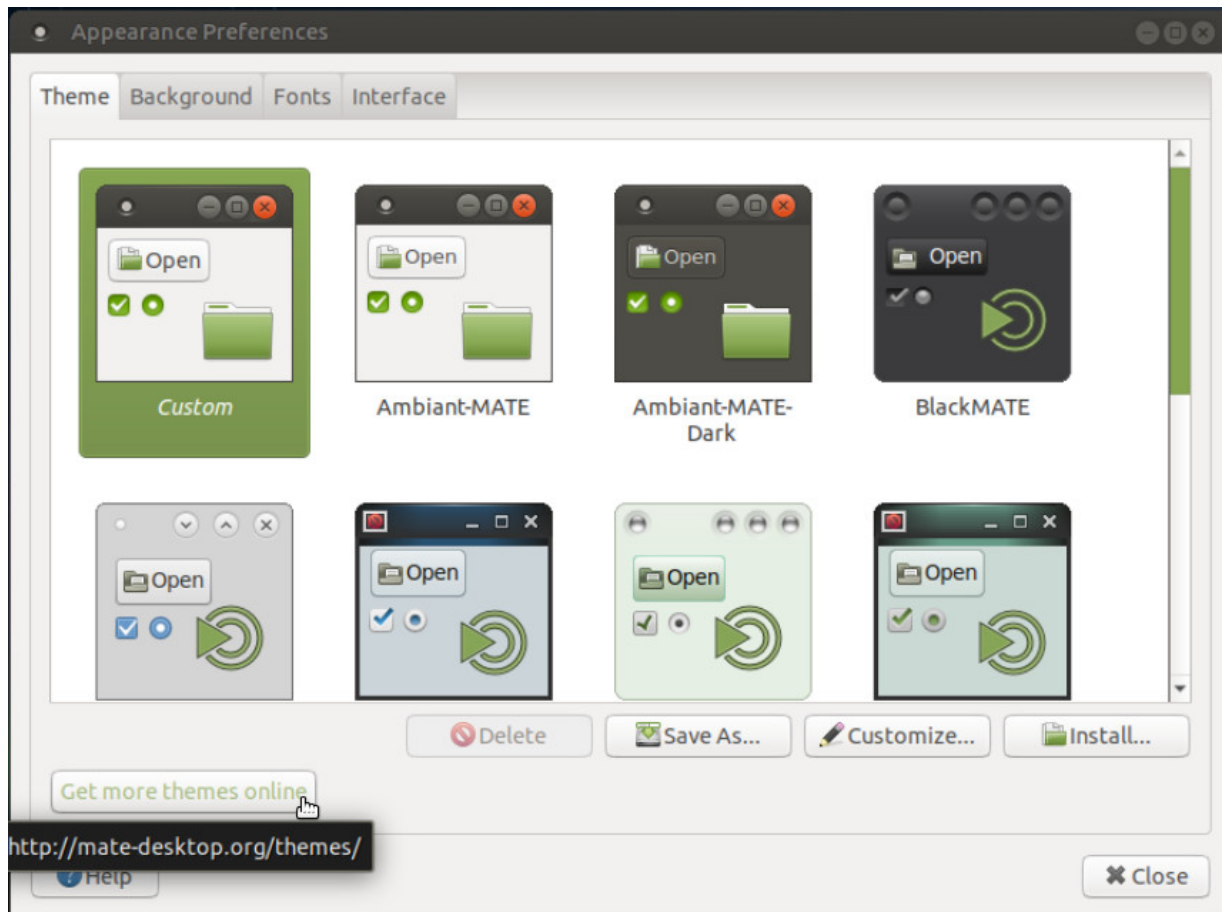 Appearance Preferences
Theme Background Fonts Interface
Open Open Open Open
Custom Ambiant-MATE Ambiant-MATE- BlackMATE
Dark
Open Open Open Open
Delete Save As... Customize... Install...
Get more themes online
http://mate-desktop.org/themes/
Help Close